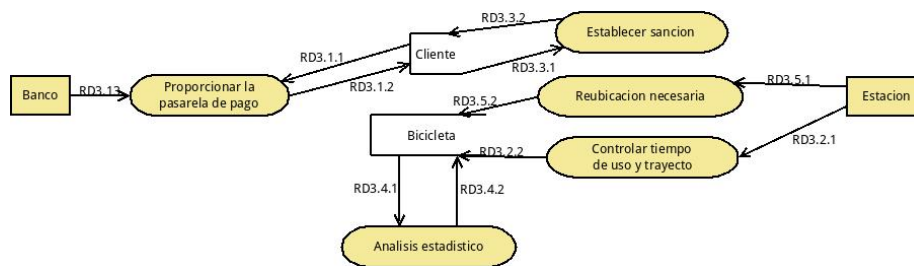 RD3.3.2
Establecer sancion
RD3.1.1
Cliente
RD3.3.1
Banco
RD3.13
Proporcionar la
pasarela de pago
RD3.1.2
RD3.5.2
Reubicacion necesaria
RD3.5.1
Estacion
Bicicleta
RD3.2.2
Controlar tiempo
de uso y trayecto
RD3.2.1
RD3.4.1
RD3.4.2
Analisis estadistico